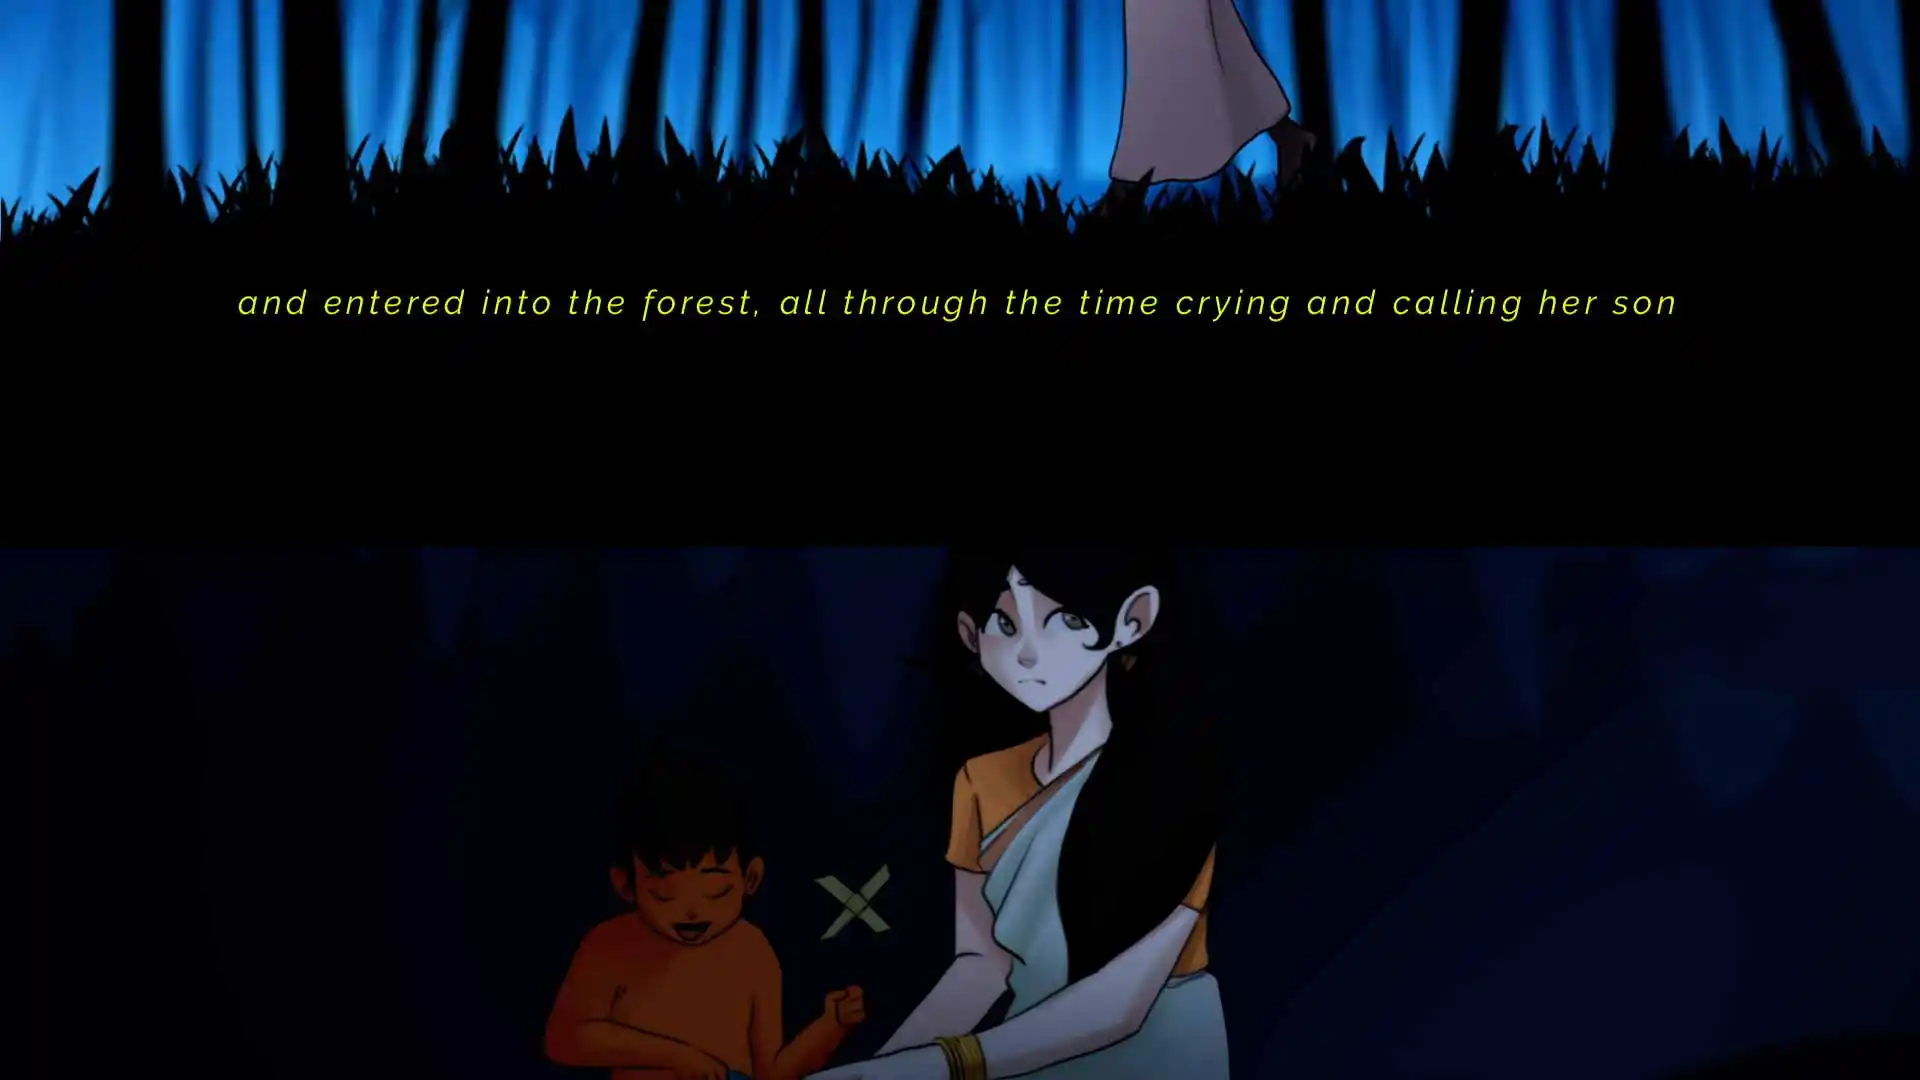 and entered into the forest, all through the time crying and calling her son